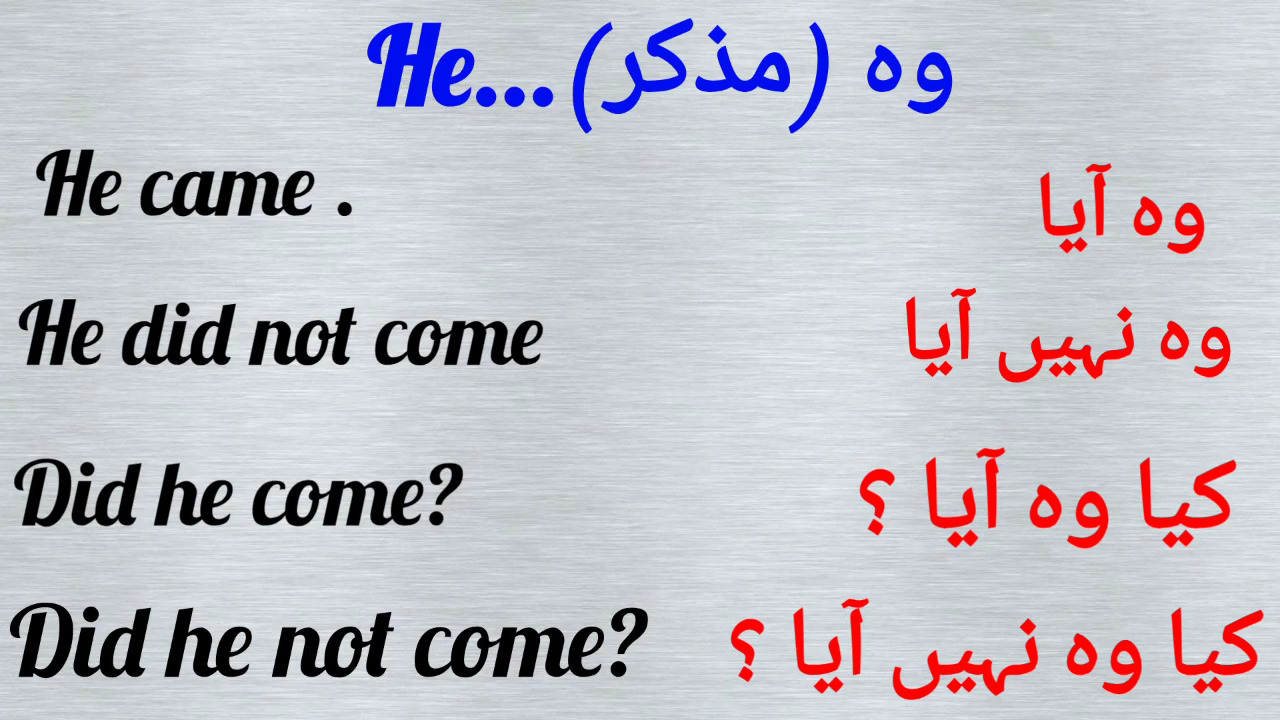 He...وہ (مذکر)
He came .
وہ آیا
He did not come
وہ نہیں آیا
Did he come?
کیا وہ آیا ؟
Did he not come?
کیا وہ نہیں آیا ؟